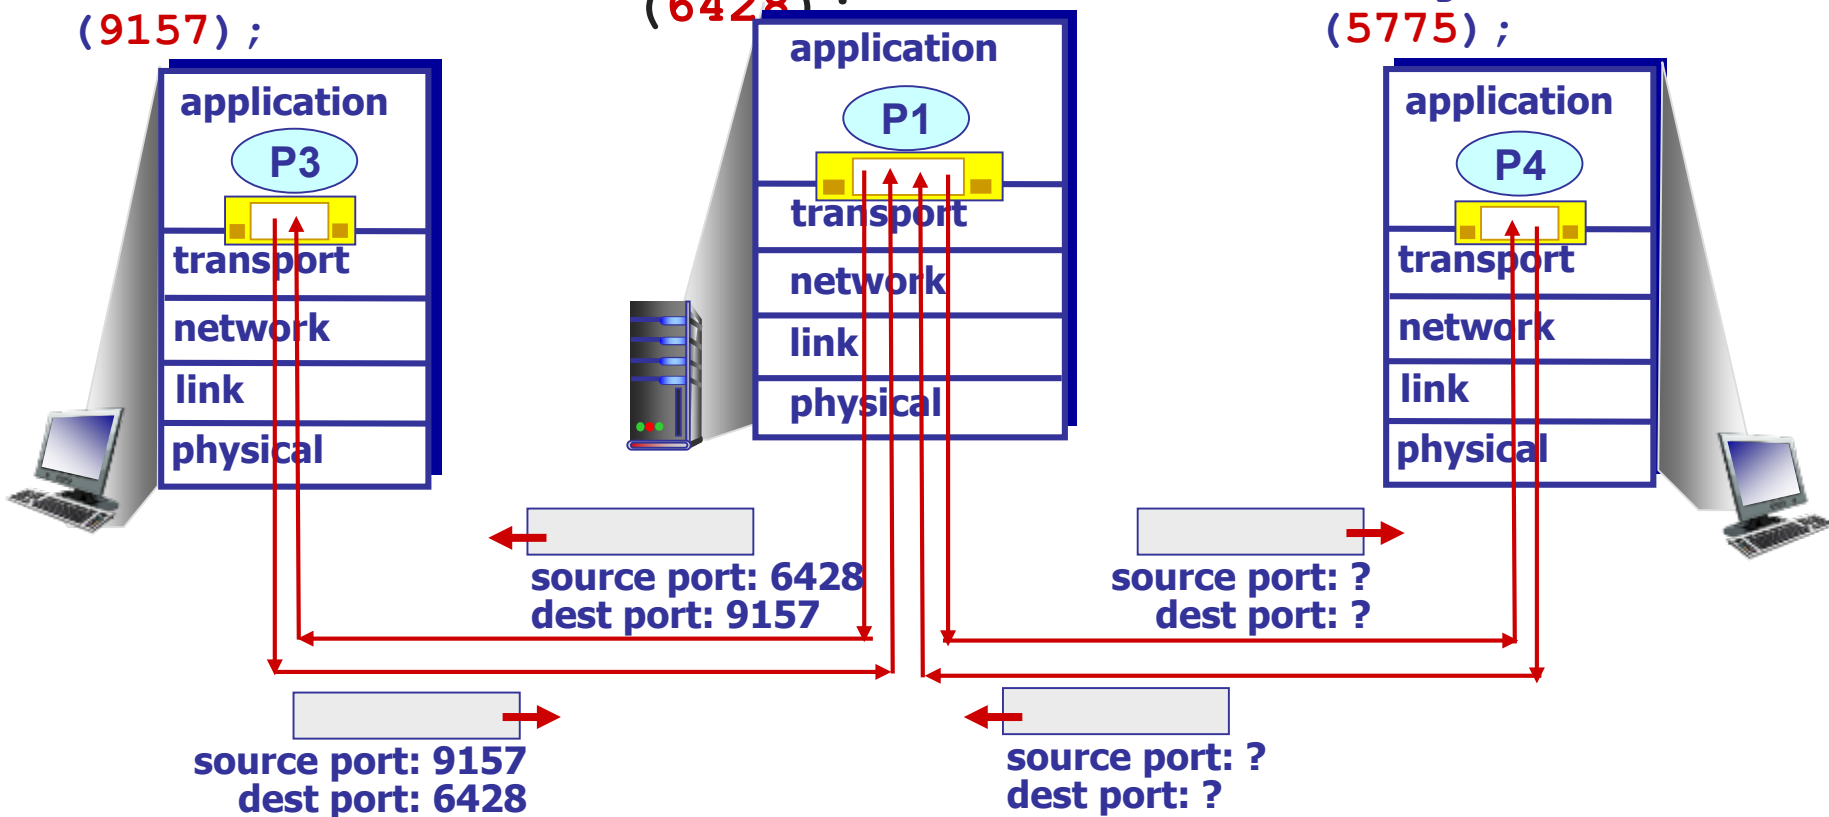 (9157);
(6428);
(5775);
application
P3
transport
network
link
physical
application
P1
transport
network
link
physical
application
P4
transport
network
link
physical
source port: 6428
dest port: 9157
source port: ?
dest port: ?
source port: 9157
dest port: 6428
source port: ?
dest port: ?